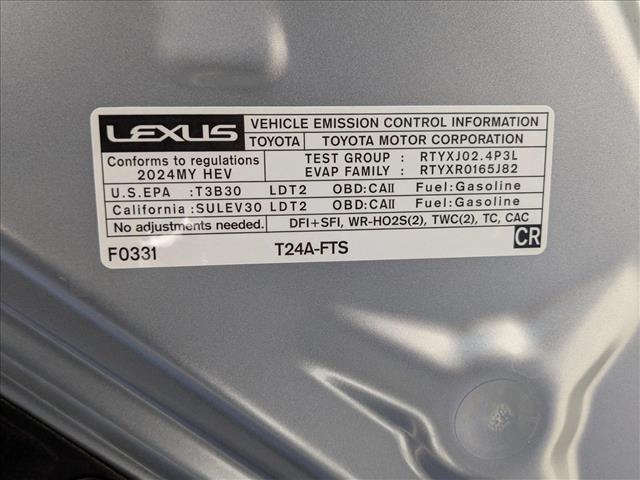 LEXUS VEHICLE EMISSION CONTROL INFORMATION
TOYOTA TOYOTA MOTOR CORPORATION
Conforms to regulations TEST GROUP : RTYXJ02.4P3L
2024MY HEV EVAP FAMILY : RTYXR0165J82
U.S.EPA :T3B30 LDT2 OBD:CAII Fuel:Gasoline
California :SULEV30 LDT2 OBD:CAII Fuel:Gasoline
No adjustments needed. DFI+SFI, WR-HO2S(2), TWC(2), TC, CAC
F0331 T24A-FTS CR